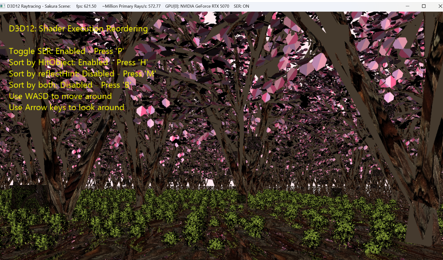 D3D12 Raytracing - Sakura Scene   fps: 621.50   ~Million Primary Rays/s: 572.77   GPU[0]: NVIDIA GeForce RTX 5070   SER: ON
D3D12: Shader Execution Reordering
Toggle SER: Enabled - Press 'P'
Sort by HitObject: Enabled - Press 'H'
Sort by reflectHint: Disabled - Press 'M'
Sort by both: Disabled - Press 'B'
Use WASD to move around
Use Arrow keys to look around